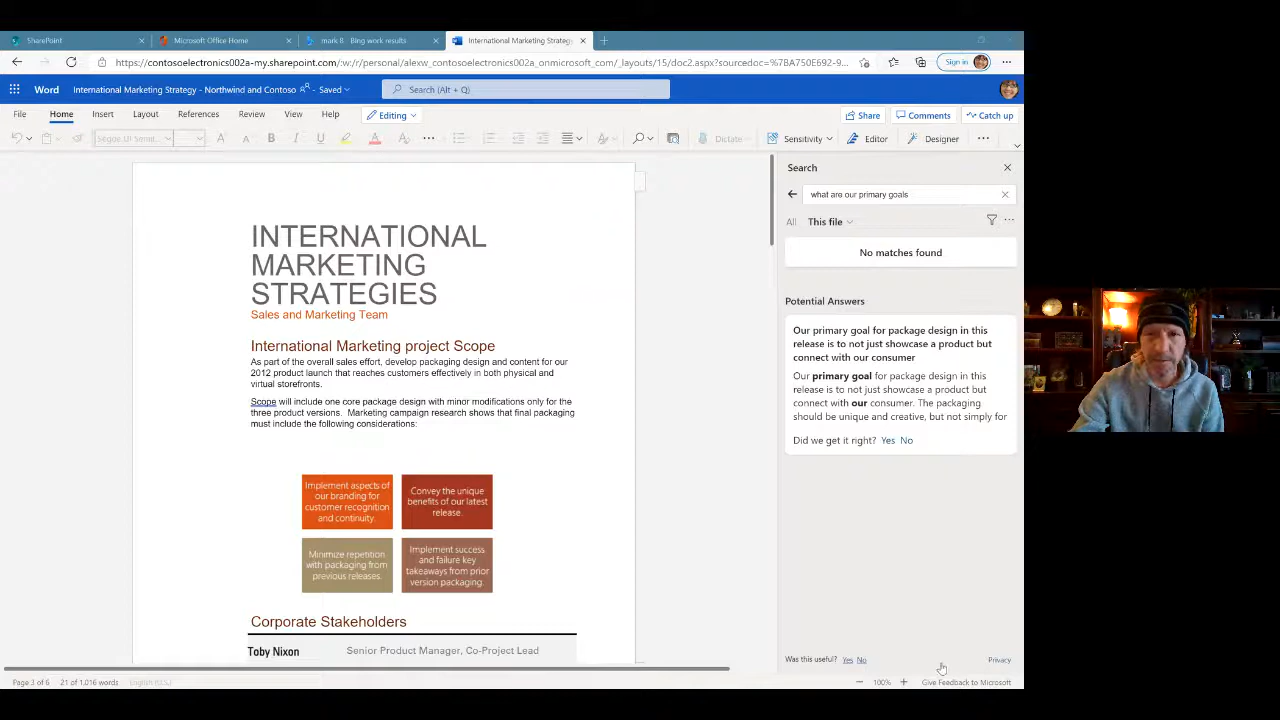 SharePoint
Microsoft Office Home
mark 8 - Bing work results
International Marketing Strategy
https://contosoelectronics002a-my.sharepoint.com/:w:/r/personal/alexw_contosoelectronics002a_onmicrosoft_com/_layouts/15/doc2.aspx?sourcedoc=%7BA750E692-9...
Sign in
Word
International Marketing Strategy - Northwind and Contoso
Saved
Search (Alt + Q)
File
Home
Insert
Layout
References
Review
View
Help
Editing
Share
Comments
Catch up
Dictate
Sensitivity
Editor
Designer
INTERNATIONAL
MARKETING
STRATEGIES
Sales and Marketing Team
International Marketing project Scope
As part of the overall sales effort, develop packaging design and content for our
2012 product launch that reaches customers effectively in both physical and
virtual storefronts.
Scope will include one core package design with minor modifications only for the
three product versions. Marketing campaign research shows that final packaging
must include the following considerations:
Implement aspects of
our branding for
customer recognition
and continuity.
Convey the unique
benefits of our latest
release.
Minimize repetition
with packaging from
previous releases.
Implement success
and failure key
takeaways from prior
version packaging.
Corporate Stakeholders
Toby Nixon Senior Product Manager, Co-Project Lead
Search
what are our primary goals
All This file
No matches found
Potential Answers
Our primary goal for package design in this
release is to not just showcase a product but
connect with our consumer
Our primary goal for package design in this
release is to not just showcase a product but
connect with our consumer. The packaging
should be unique and creative, but not simply for
Did we get it right? Yes No
Was this useful? Yes No
Privacy
Page 3 of 6
21 of 1,016 words
English (U.S.)
100%
Give Feedback to Microsoft